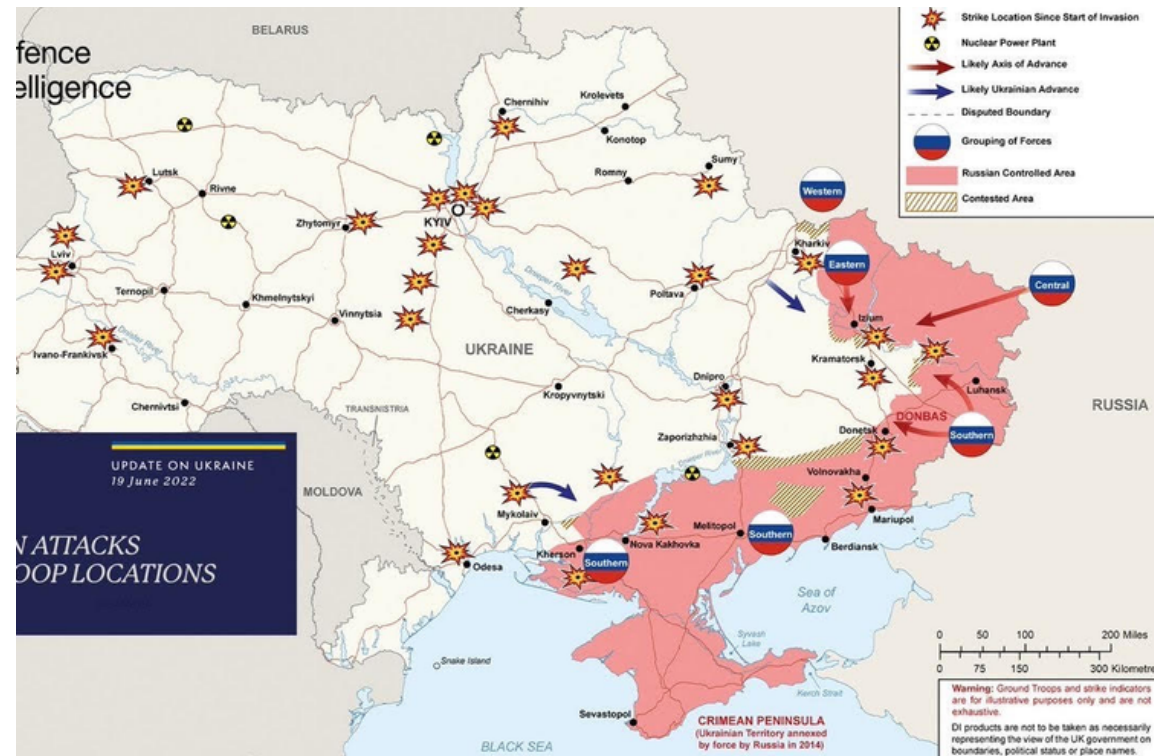 fence
elligence
BELARUS
Strike Location Since Start of Invasion
Nuclear Power Plant
Likely Axis of Advance
Likely Ukrainian Advance
Disputed Boundary
Grouping of Forces
Russian Controlled Area
Contested Area
Chernihiv
Krolevets
Konotop
Sumy
Romny
Lutsk
Rivne
Zhytomyr
KYIV
Western
Kharkiv
Eastern
Central
Lviv
Ternopil
Khmelnytskyi
Vinnytsia
Cherkasy
Dnieper River
Poltava
Izium
Dniester River
Ivano-Frankivsk
UKRAINE
Kramatorsk
Chernivtsi
TRANSNISTRIA
Kropyvnytski
Dnipro
Luhansk
RUSSIA
DONBAS
Donetsk
Southern
Zaporizhzhia
Dnieper River
Volnovakha
UPDATE ON UKRAINE
19 June 2022
MOLDOVA
Mykolaiv
Melitopol
Mariupol
N ATTACKS
OOP LOCATIONS
Kherson
Nova Kakhovka
Southern
Berdiansk
Southern
Odesa
Sea of
Azov
Snake Island
Syvash
Lake
Kerch Strait
Sevastopol
CRIMEAN PENINSULA
(Ukrainian Territory annexed
by force by Russia in 2014)
BLACK SEA
0 50 100 200 Miles
0 75 150 300 Kilometre
Warning: Ground Troops and strike indicators
are for illustrative purposes only and are not
exhaustive.
DI products are not to be taken as necessarily
representing the view of the UK government on
boundaries, political status or place names.